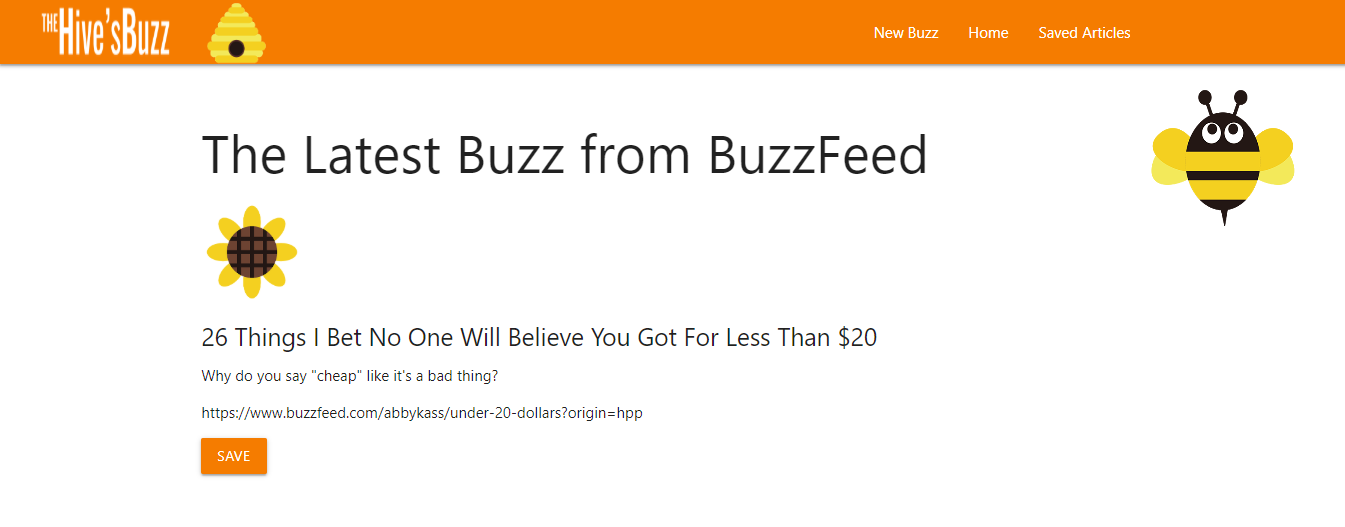 THE Hive'sBuzz
New Buzz Home Saved Articles
The Latest Buzz from BuzzFeed
26 Things I Bet No One Will Believe You Got For Less Than $20
Why do you say "cheap" like it's a bad thing?
https://www.buzzfeed.com/abbykass/under-20-dollars?origin=hpp
SAVE